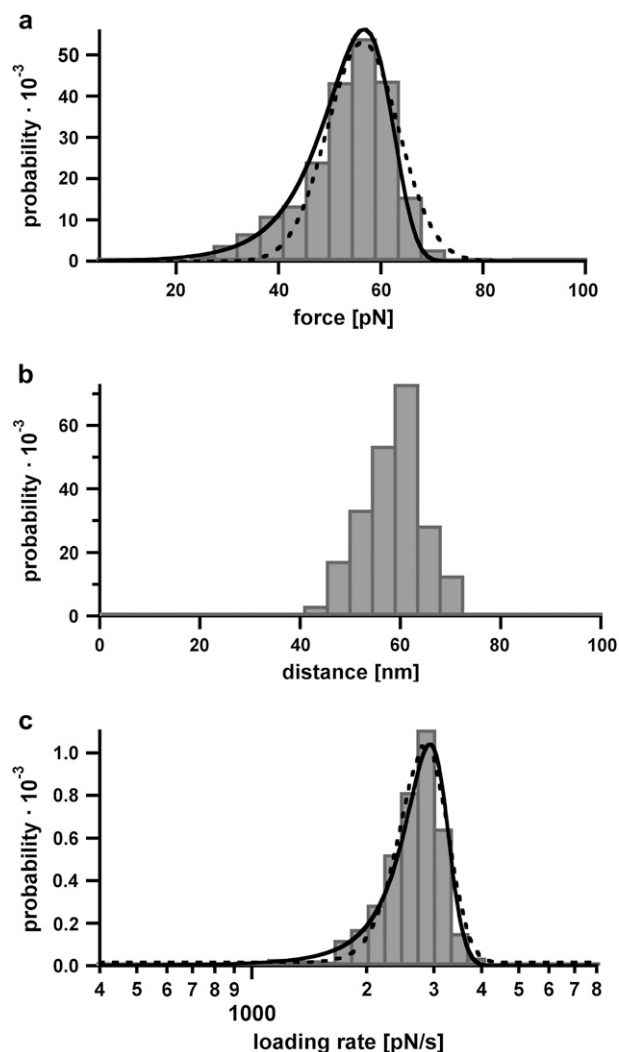 a
probability · 10⁻³
50
40
30
20
10
0
20 40 60 80 100
force [pN]
b
probability · 10⁻³
60
40
20
0
0 20 40 60 80 100
distance [nm]
c
probability · 10⁻³
1.0
0.8
0.6
0.4
0.2
0.0
4 5 6 7 8 9 2 3 4 5 6 7 8
1000
loading rate [pN/s]